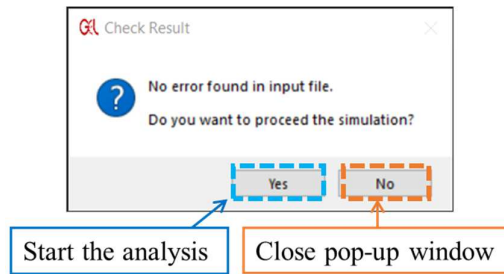 Check Result
No error found in input file.
Do you want to proceed the simulation?
Yes No
Start the analysis Close pop-up window